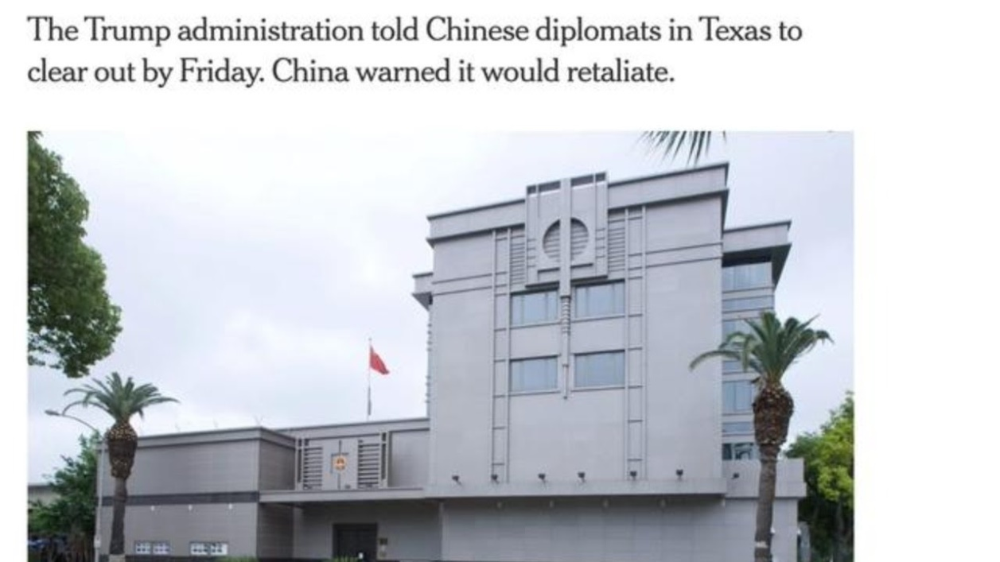 The Trump administration told Chinese diplomats in Texas to
clear out by Friday. China warned it would retaliate.